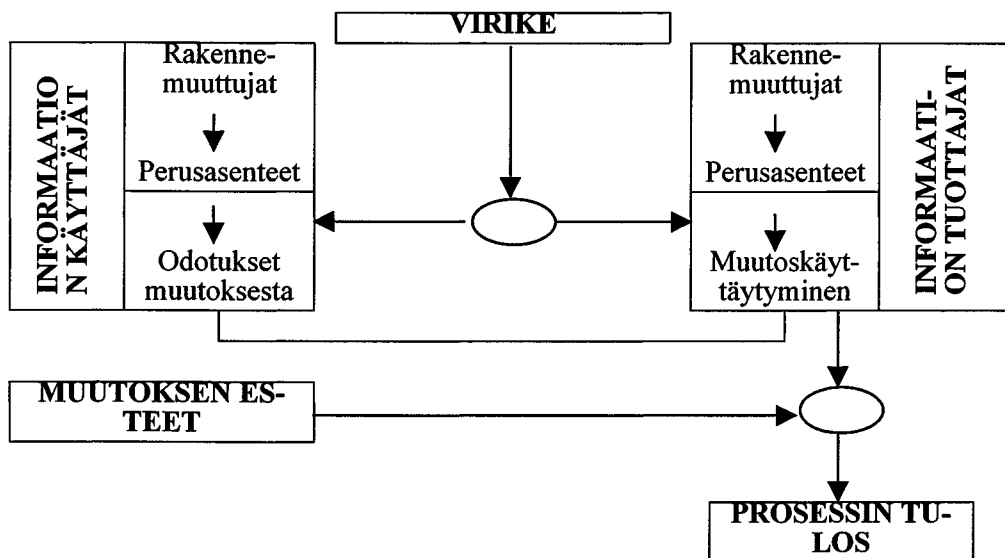 VIRIKE
INFORMAATIO
N KÄYTTÄJÄT
Rakenne-
muuttujat
Perusasenteet
Odotukset
muutoksesta
Rakenne-
muuttujat
Perusasenteet
Muutoskäyt-
täytyminen
INFORMAATI-
ON TUOTTAJAT
MUUTOKSEN ES-
TEET
PROSESSIN TU-
LOS